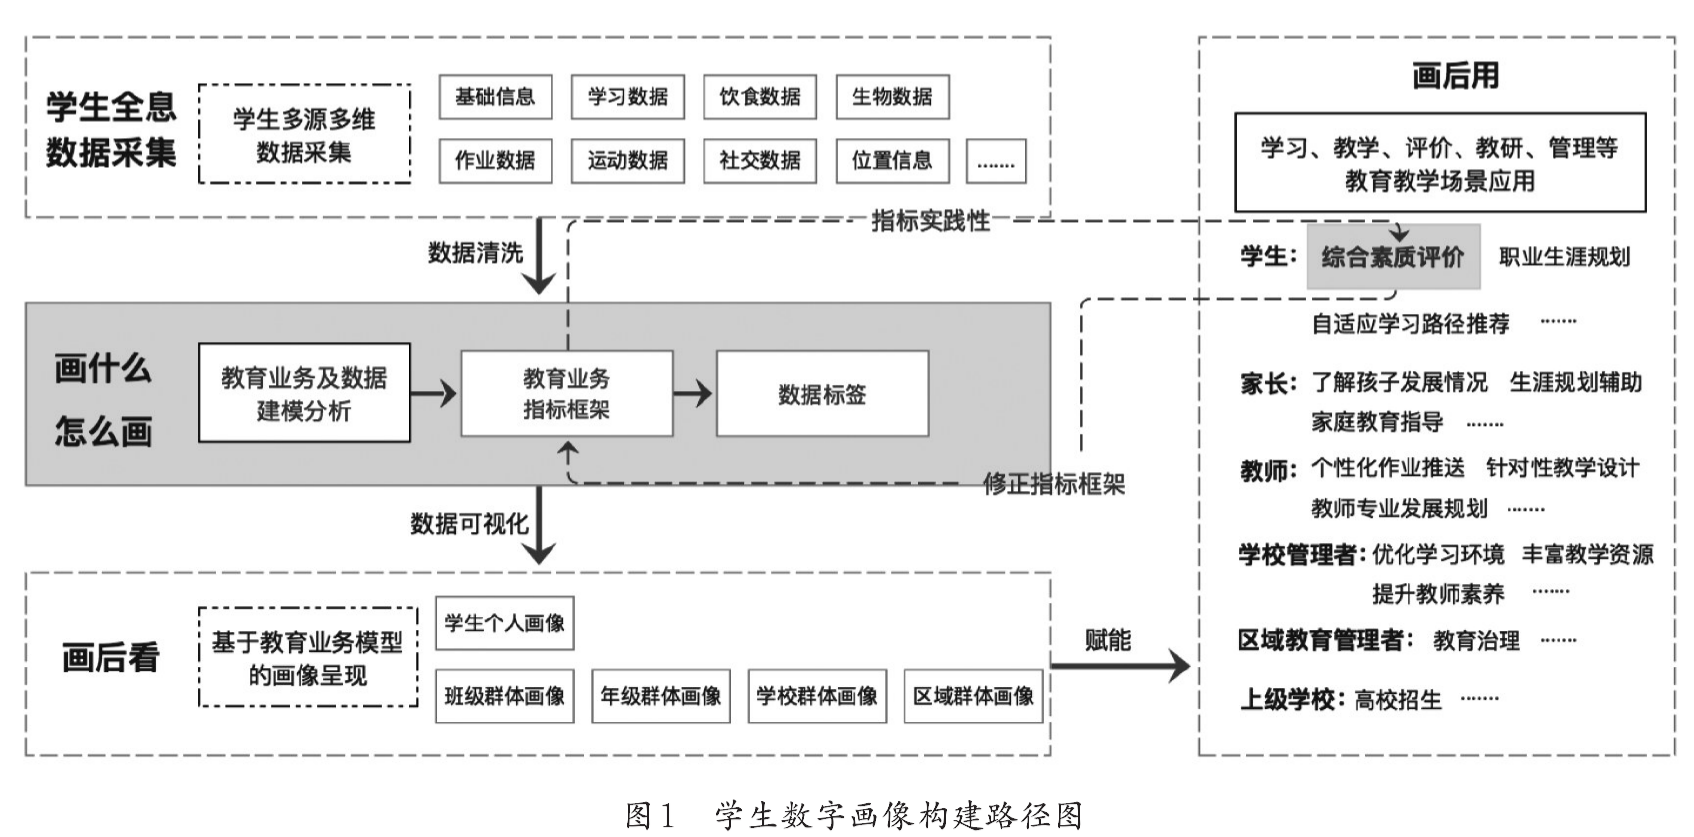 学生全息
数据采集
学生多源多维
数据采集
基础信息
学习数据
饮食数据
生物数据
作业数据
运动数据
社交数据
位置信息
.......
数据清洗
指标实践性
画什么
怎么画
教育业务及数据
建模分析
教育业务
指标框架
数据标签
修正指标框架
数据可视化
画后看
基于教育业务模型
的画像呈现
学生个人画像
班级群体画像
年级群体画像
学校群体画像
区域群体画像
赋能
画后用
学习、教学、评价、教研、管理等
教育教学场景应用
学生： 综合素质评价 职业生涯规划
自适应学习路径推荐 .......
家长： 了解孩子发展情况 生涯规划辅助
家庭教育指导 .......
教师： 个性化作业推送 针对性教学设计
教师专业发展规划 .......
学校管理者： 优化学习环境 丰富教学资源
提升教师素养 .......
区域教育管理者： 教育治理 .......
上级学校： 高校招生 .......
图1 学生数字画像构建路径图